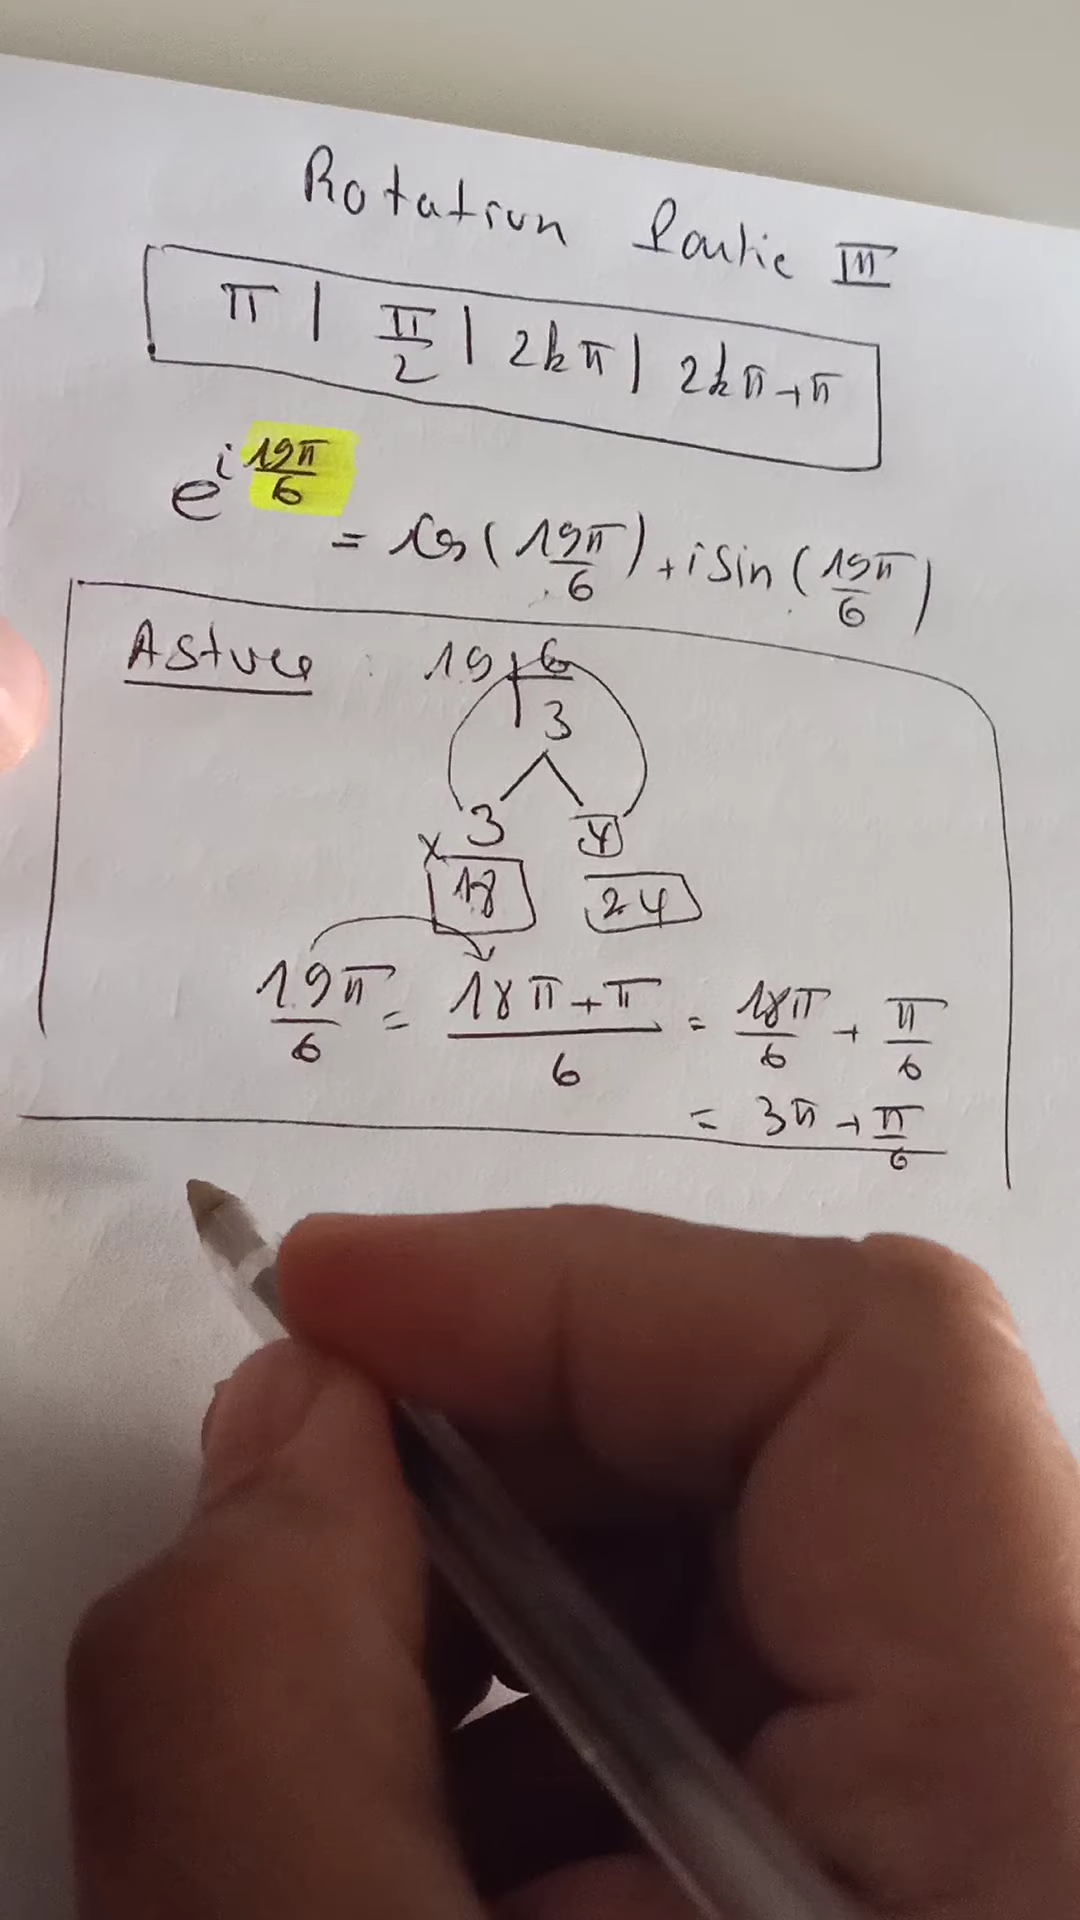 Rotation Partie III
π | π/2 | 2kπ | 2kπ+π
e^{i 19π/6}
= cos(19π/6) + i sin(19π/6)
Astuce : 19 | 6
3
3 4
x 18 24
19π/6 = (18π+π)/6 = 18π/6 + π/6
= 3π + π/6